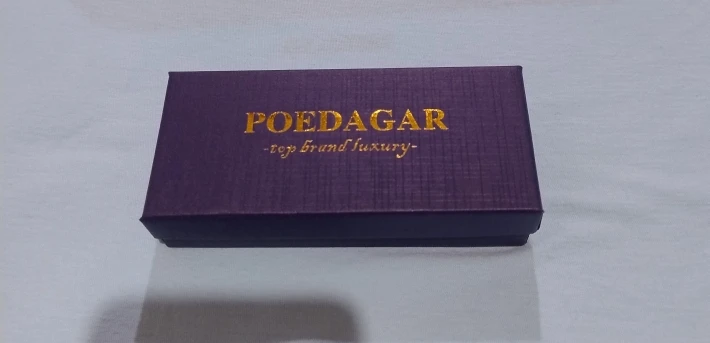 POEDAGAR
-top brand luxury-